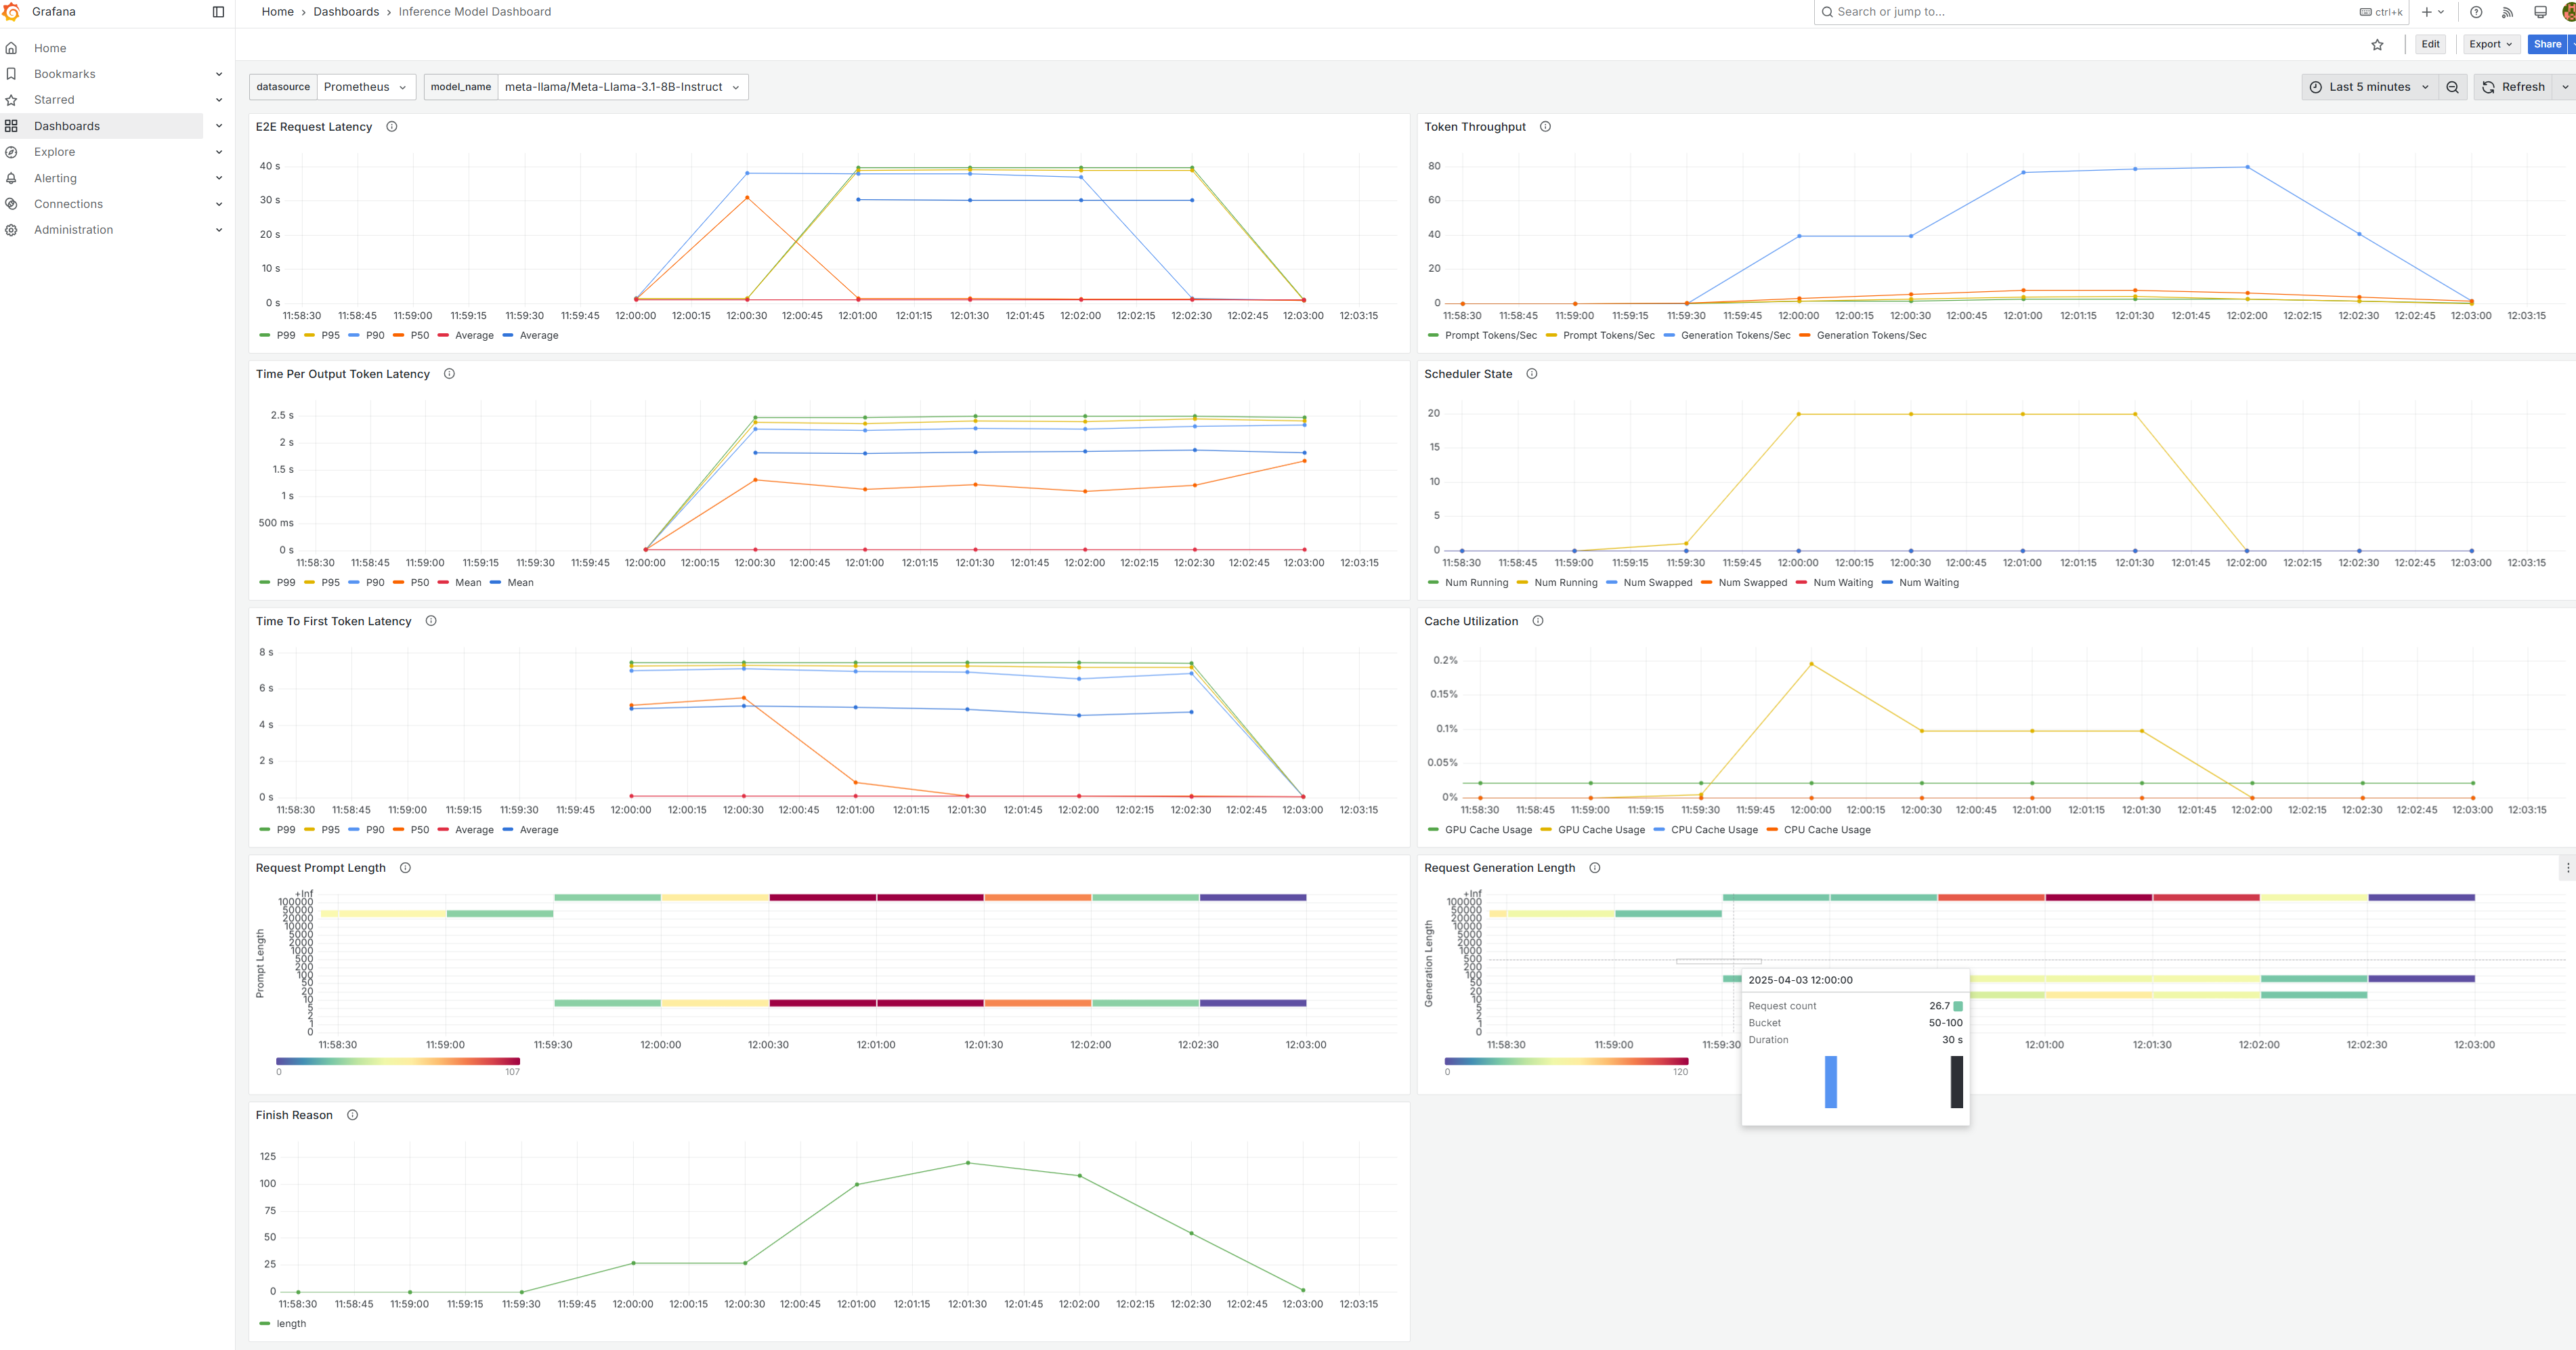 Grafana
Home
Bookmarks
Starred
Dashboards
Explore
Alerting
Connections
Administration
Home › Dashboards › Inference Model Dashboard
Search or jump to...
ctrl+k
Edit
Export
Share
datasource Prometheus
model_name meta-llama/Meta-Llama-3.1-8B-Instruct
Last 5 minutes
Refresh
E2E Request Latency
40 s
30 s
20 s
10 s
0 s
11:58:30 11:58:45 11:59:00 11:59:15 11:59:30 11:59:45 12:00:00 12:00:15 12:00:30 12:00:45 12:01:00 12:01:15 12:01:30 12:01:45 12:02:00 12:02:15 12:02:30 12:02:45 12:03:00 12:03:15
P99 P95 P90 P50 Average Average
Token Throughput
80
60
40
20
0
11:58:30 11:58:45 11:59:00 11:59:15 11:59:30 11:59:45 12:00:00 12:00:15 12:00:30 12:00:45 12:01:00 12:01:15 12:01:30 12:01:45 12:02:00 12:02:15 12:02:30 12:02:45 12:03:00 12:03:15
Prompt Tokens/Sec Prompt Tokens/Sec Generation Tokens/Sec Generation Tokens/Sec
Time Per Output Token Latency
2.5 s
2 s
1.5 s
1 s
500 ms
0 s
11:58:30 11:58:45 11:59:00 11:59:15 11:59:30 11:59:45 12:00:00 12:00:15 12:00:30 12:00:45 12:01:00 12:01:15 12:01:30 12:01:45 12:02:00 12:02:15 12:02:30 12:02:45 12:03:00 12:03:15
P99 P95 P90 P50 Mean Mean
Scheduler State
20
15
10
5
0
11:58:30 11:58:45 11:59:00 11:59:15 11:59:30 11:59:45 12:00:00 12:00:15 12:00:30 12:00:45 12:01:00 12:01:15 12:01:30 12:01:45 12:02:00 12:02:15 12:02:30 12:02:45 12:03:00 12:03:15
Num Running Num Running Num Swapped Num Swapped Num Waiting Num Waiting
Time To First Token Latency
8 s
6 s
4 s
2 s
0 s
11:58:30 11:58:45 11:59:00 11:59:15 11:59:30 11:59:45 12:00:00 12:00:15 12:00:30 12:00:45 12:01:00 12:01:15 12:01:30 12:01:45 12:02:00 12:02:15 12:02:30 12:02:45 12:03:00 12:03:15
P99 P95 P90 P50 Average Average
Cache Utilization
0.2%
0.15%
0.1%
0.05%
0%
11:58:30 11:58:45 11:59:00 11:59:15 11:59:30 11:59:45 12:00:00 12:00:15 12:00:30 12:00:45 12:01:00 12:01:15 12:01:30 12:01:45 12:02:00 12:02:15 12:02:30 12:02:45 12:03:00 12:03:15
GPU Cache Usage GPU Cache Usage CPU Cache Usage CPU Cache Usage
Request Prompt Length
Prompt Length
+Inf
100000
50000
20000
10000
5000
2000
1000
500
200
100
50
20
10
5
2
1
0
11:58:30 11:59:00 11:59:30 12:00:00 12:00:30 12:01:00 12:01:30 12:02:00 12:02:30 12:03:00
0 107
Request Generation Length
Generation Length
+Inf
100000
50000
20000
10000
5000
2000
1000
500
200
100
50
20
10
5
2
1
0
11:58:30 11:59:00 11:59:30 12:01:00 12:01:30 12:02:00 12:02:30 12:03:00
0 120
2025-04-03 12:00:00
Request count 26.7
Bucket 50-100
Duration 30 s
Finish Reason
125
100
75
50
25
0
11:58:30 11:58:45 11:59:00 11:59:15 11:59:30 11:59:45 12:00:00 12:00:15 12:00:30 12:00:45 12:01:00 12:01:15 12:01:30 12:01:45 12:02:00 12:02:15 12:02:30 12:02:45 12:03:00 12:03:15
length